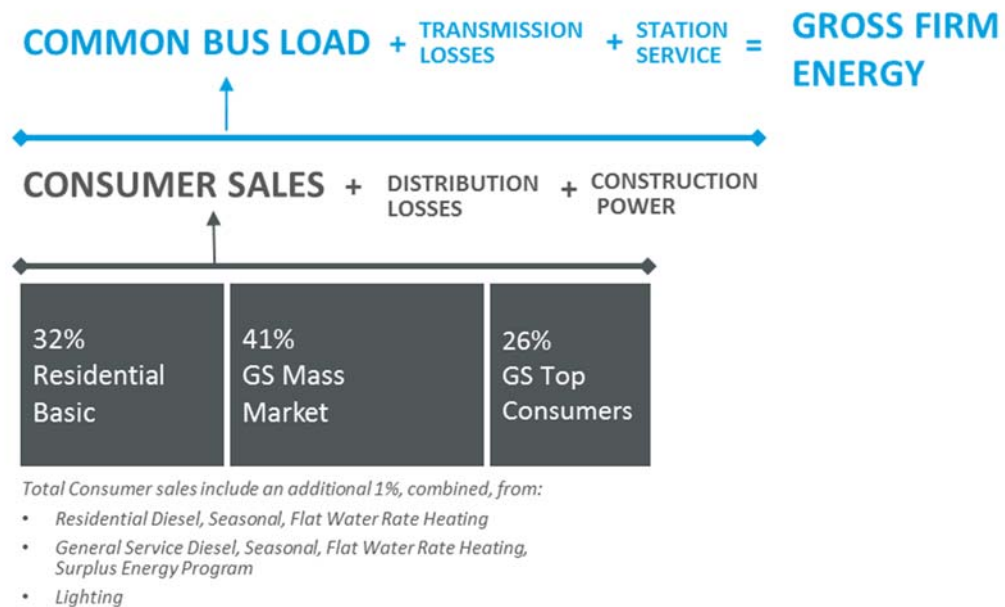 COMMON BUS LOAD + TRANSMISSION LOSSES + STATION SERVICE = GROSS FIRM ENERGY
CONSUMER SALES + DISTRIBUTION LOSSES + CONSTRUCTION POWER
32%
Residential
Basic
41%
GS Mass
Market
26%
GS Top
Consumers
Total Consumer sales include an additional 1%, combined, from:
• Residential Diesel, Seasonal, Flat Water Rate Heating
• General Service Diesel, Seasonal, Flat Water Rate Heating,
Surplus Energy Program
• Lighting